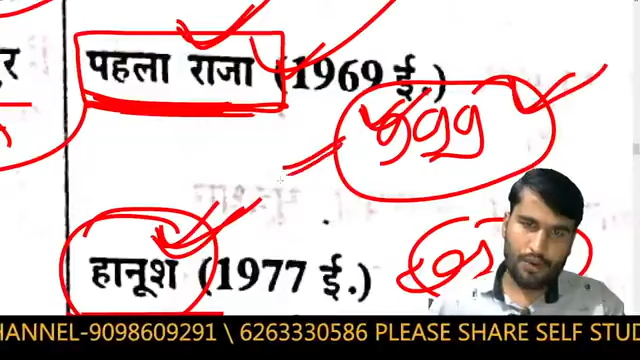 पहला राजा (1969 ई.)
हानूश (1977 ई.)
HANNEL-9098609291 \ 6263330586 PLEASE SHARE SELF STUD